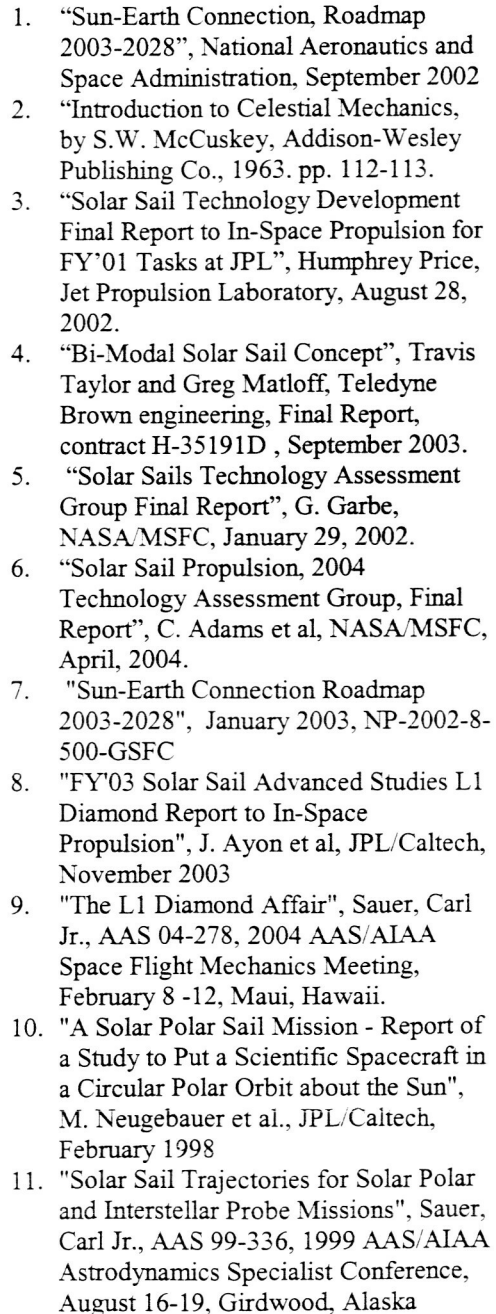 1. “Sun-Earth Connection, Roadmap
2003-2028”, National Aeronautics and
Space Administration, September 2002
2. “Introduction to Celestial Mechanics,
by S.W. McCuskey, Addison-Wesley
Publishing Co., 1963. pp. 112-113.
3. “Solar Sail Technology Development
Final Report to In-Space Propulsion for
FY’01 Tasks at JPL”, Humphrey Price,
Jet Propulsion Laboratory, August 28,
2002.
4. “Bi-Modal Solar Sail Concept”, Travis
Taylor and Greg Matloff, Teledyne
Brown engineering, Final Report,
contract H-35191D , September 2003.
5. “Solar Sails Technology Assessment
Group Final Report”, G. Garbe,
NASA/MSFC, January 29, 2002.
6. “Solar Sail Propulsion, 2004
Technology Assessment Group, Final
Report”, C. Adams et al, NASA/MSFC,
April, 2004.
7. "Sun-Earth Connection Roadmap
2003-2028", January 2003, NP-2002-8-
500-GSFC
8. "FY'03 Solar Sail Advanced Studies L1
Diamond Report to In-Space
Propulsion", J. Ayon et al, JPL/Caltech,
November 2003
9. "The L1 Diamond Affair", Sauer, Carl
Jr., AAS 04-278, 2004 AAS/AIAA
Space Flight Mechanics Meeting,
February 8 -12, Maui, Hawaii.
10. "A Solar Polar Sail Mission - Report of
a Study to Put a Scientific Spacecraft in
a Circular Polar Orbit about the Sun",
M. Neugebauer et al., JPL/Caltech,
February 1998
11. "Solar Sail Trajectories for Solar Polar
and Interstellar Probe Missions", Sauer,
Carl Jr., AAS 99-336, 1999 AAS/AIAA
Astrodynamics Specialist Conference,
August 16-19, Girdwood, Alaska